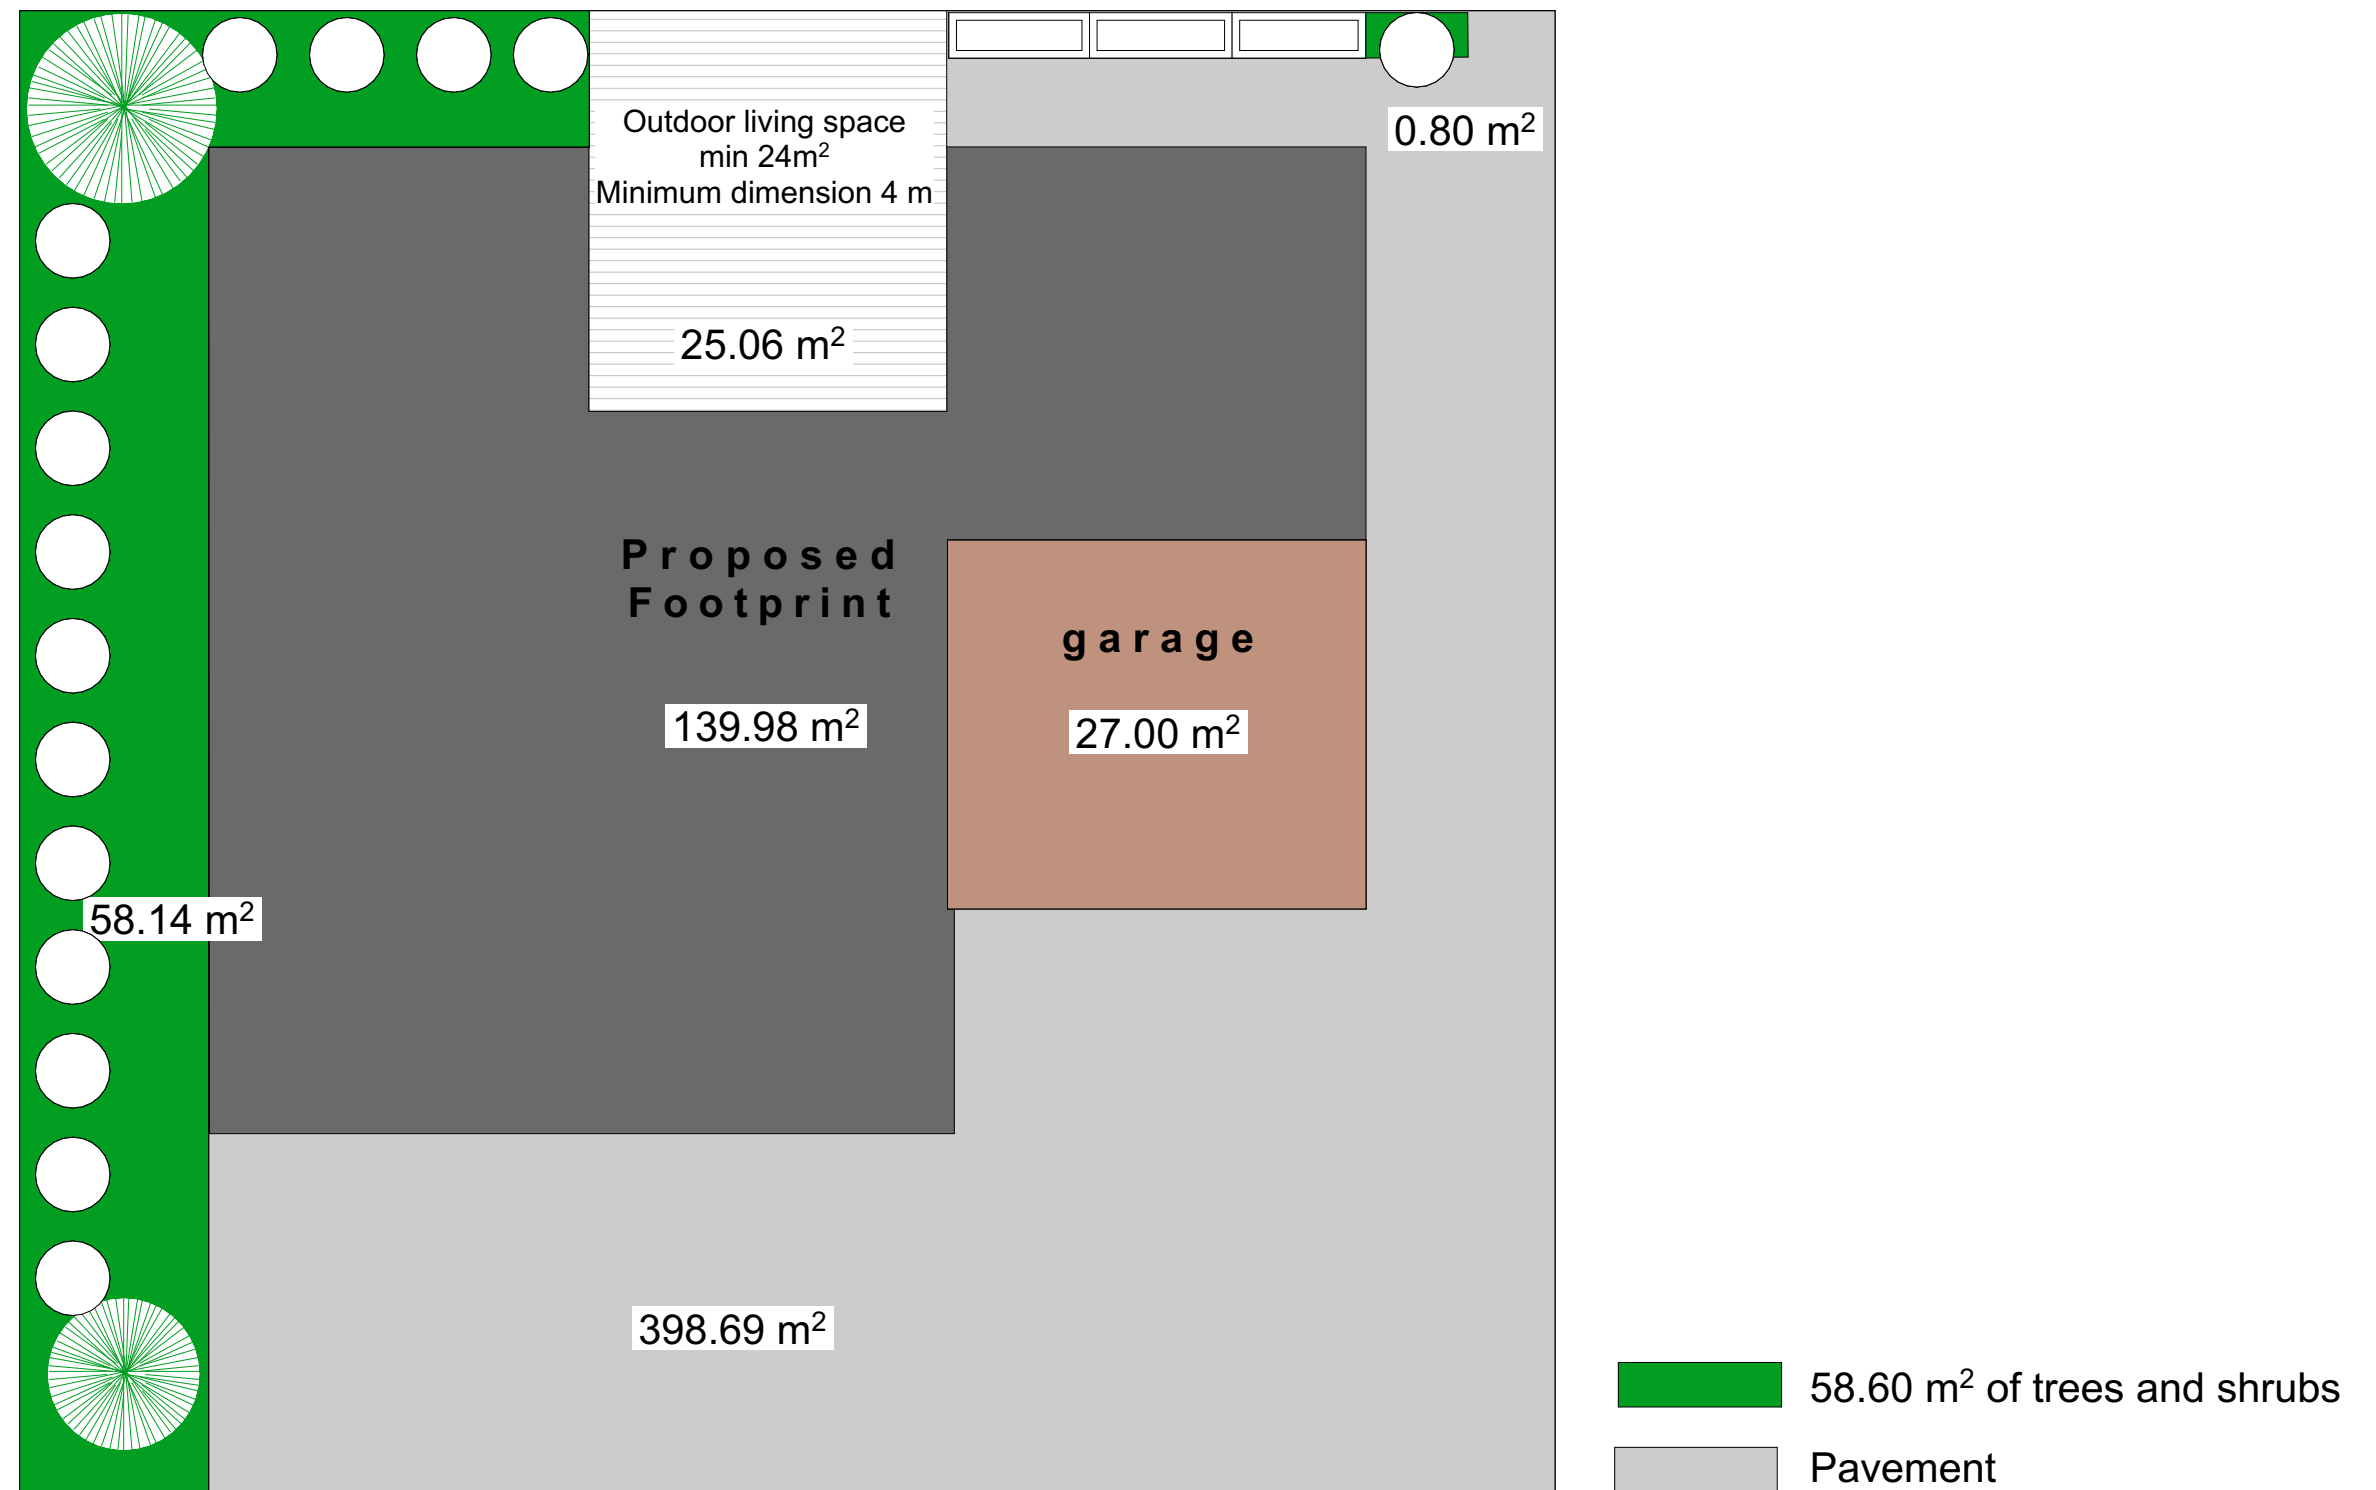 Outdoor living space
min 24m²
Minimum dimension 4 m
0.80 m²
25.06 m²
Proposed
Footprint
garage
139.98 m²
27.00 m²
58.14 m²
398.69 m²
58.60 m² of trees and shrubs
Pavement